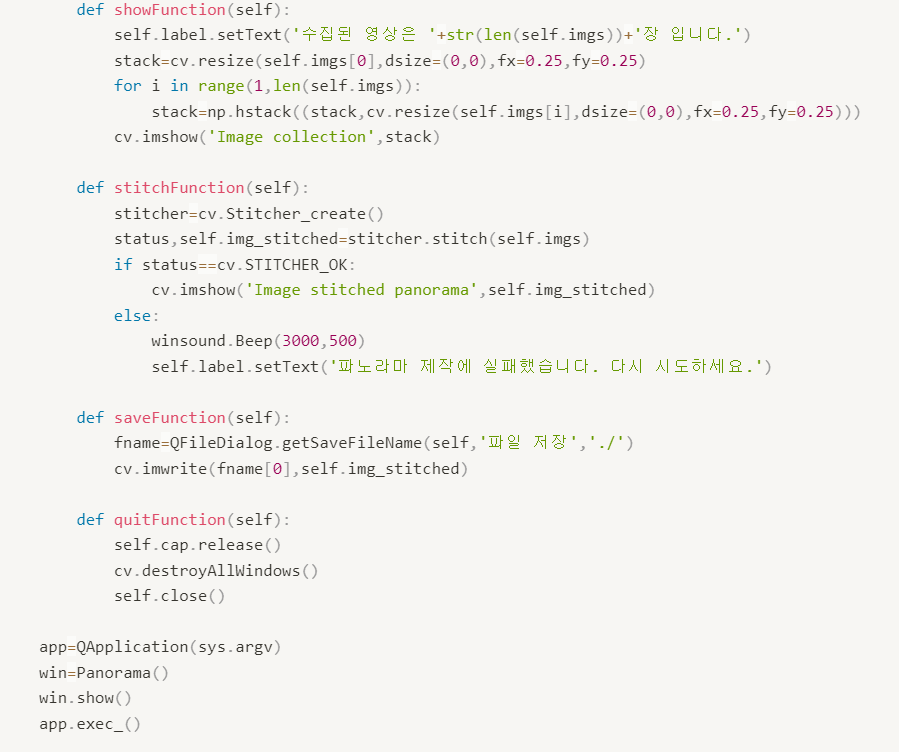 def showFunction(self):
self.label.setText('수집된 영상은 '+str(len(self.imgs))+'장 입니다.')
stack=cv.resize(self.imgs[0],dsize=(0,0),fx=0.25,fy=0.25)
for i in range(1,len(self.imgs)):
stack=np.hstack((stack,cv.resize(self.imgs[i],dsize=(0,0),fx=0.25,fy=0.25)))
cv.imshow('Image collection',stack)
def stitchFunction(self):
stitcher=cv.Stitcher_create()
status,self.img_stitched=stitcher.stitch(self.imgs)
if status==cv.STITCHER_OK:
cv.imshow('Image stitched panorama',self.img_stitched)
else:
winsound.Beep(3000,500)
self.label.setText('파노라마 제작에 실패했습니다. 다시 시도하세요.')
def saveFunction(self):
fname=QFileDialog.getSaveFileName(self,'파일 저장','./')
cv.imwrite(fname[0],self.img_stitched)
def quitFunction(self):
self.cap.release()
cv.destroyAllWindows()
self.close()
app=QApplication(sys.argv)
win=Panorama()
win.show()
app.exec_()